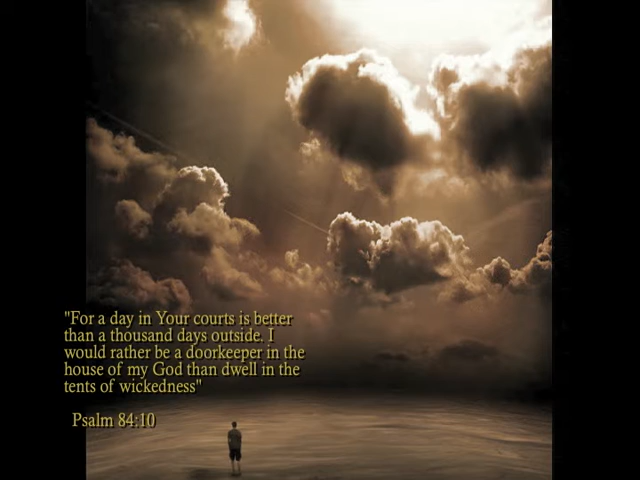 "For a day in Your courts is better
than a thousand days outside. I
would rather be a doorkeeper in the
house of my God than dwell in the
tents of wickedness"
Psalm 84:10